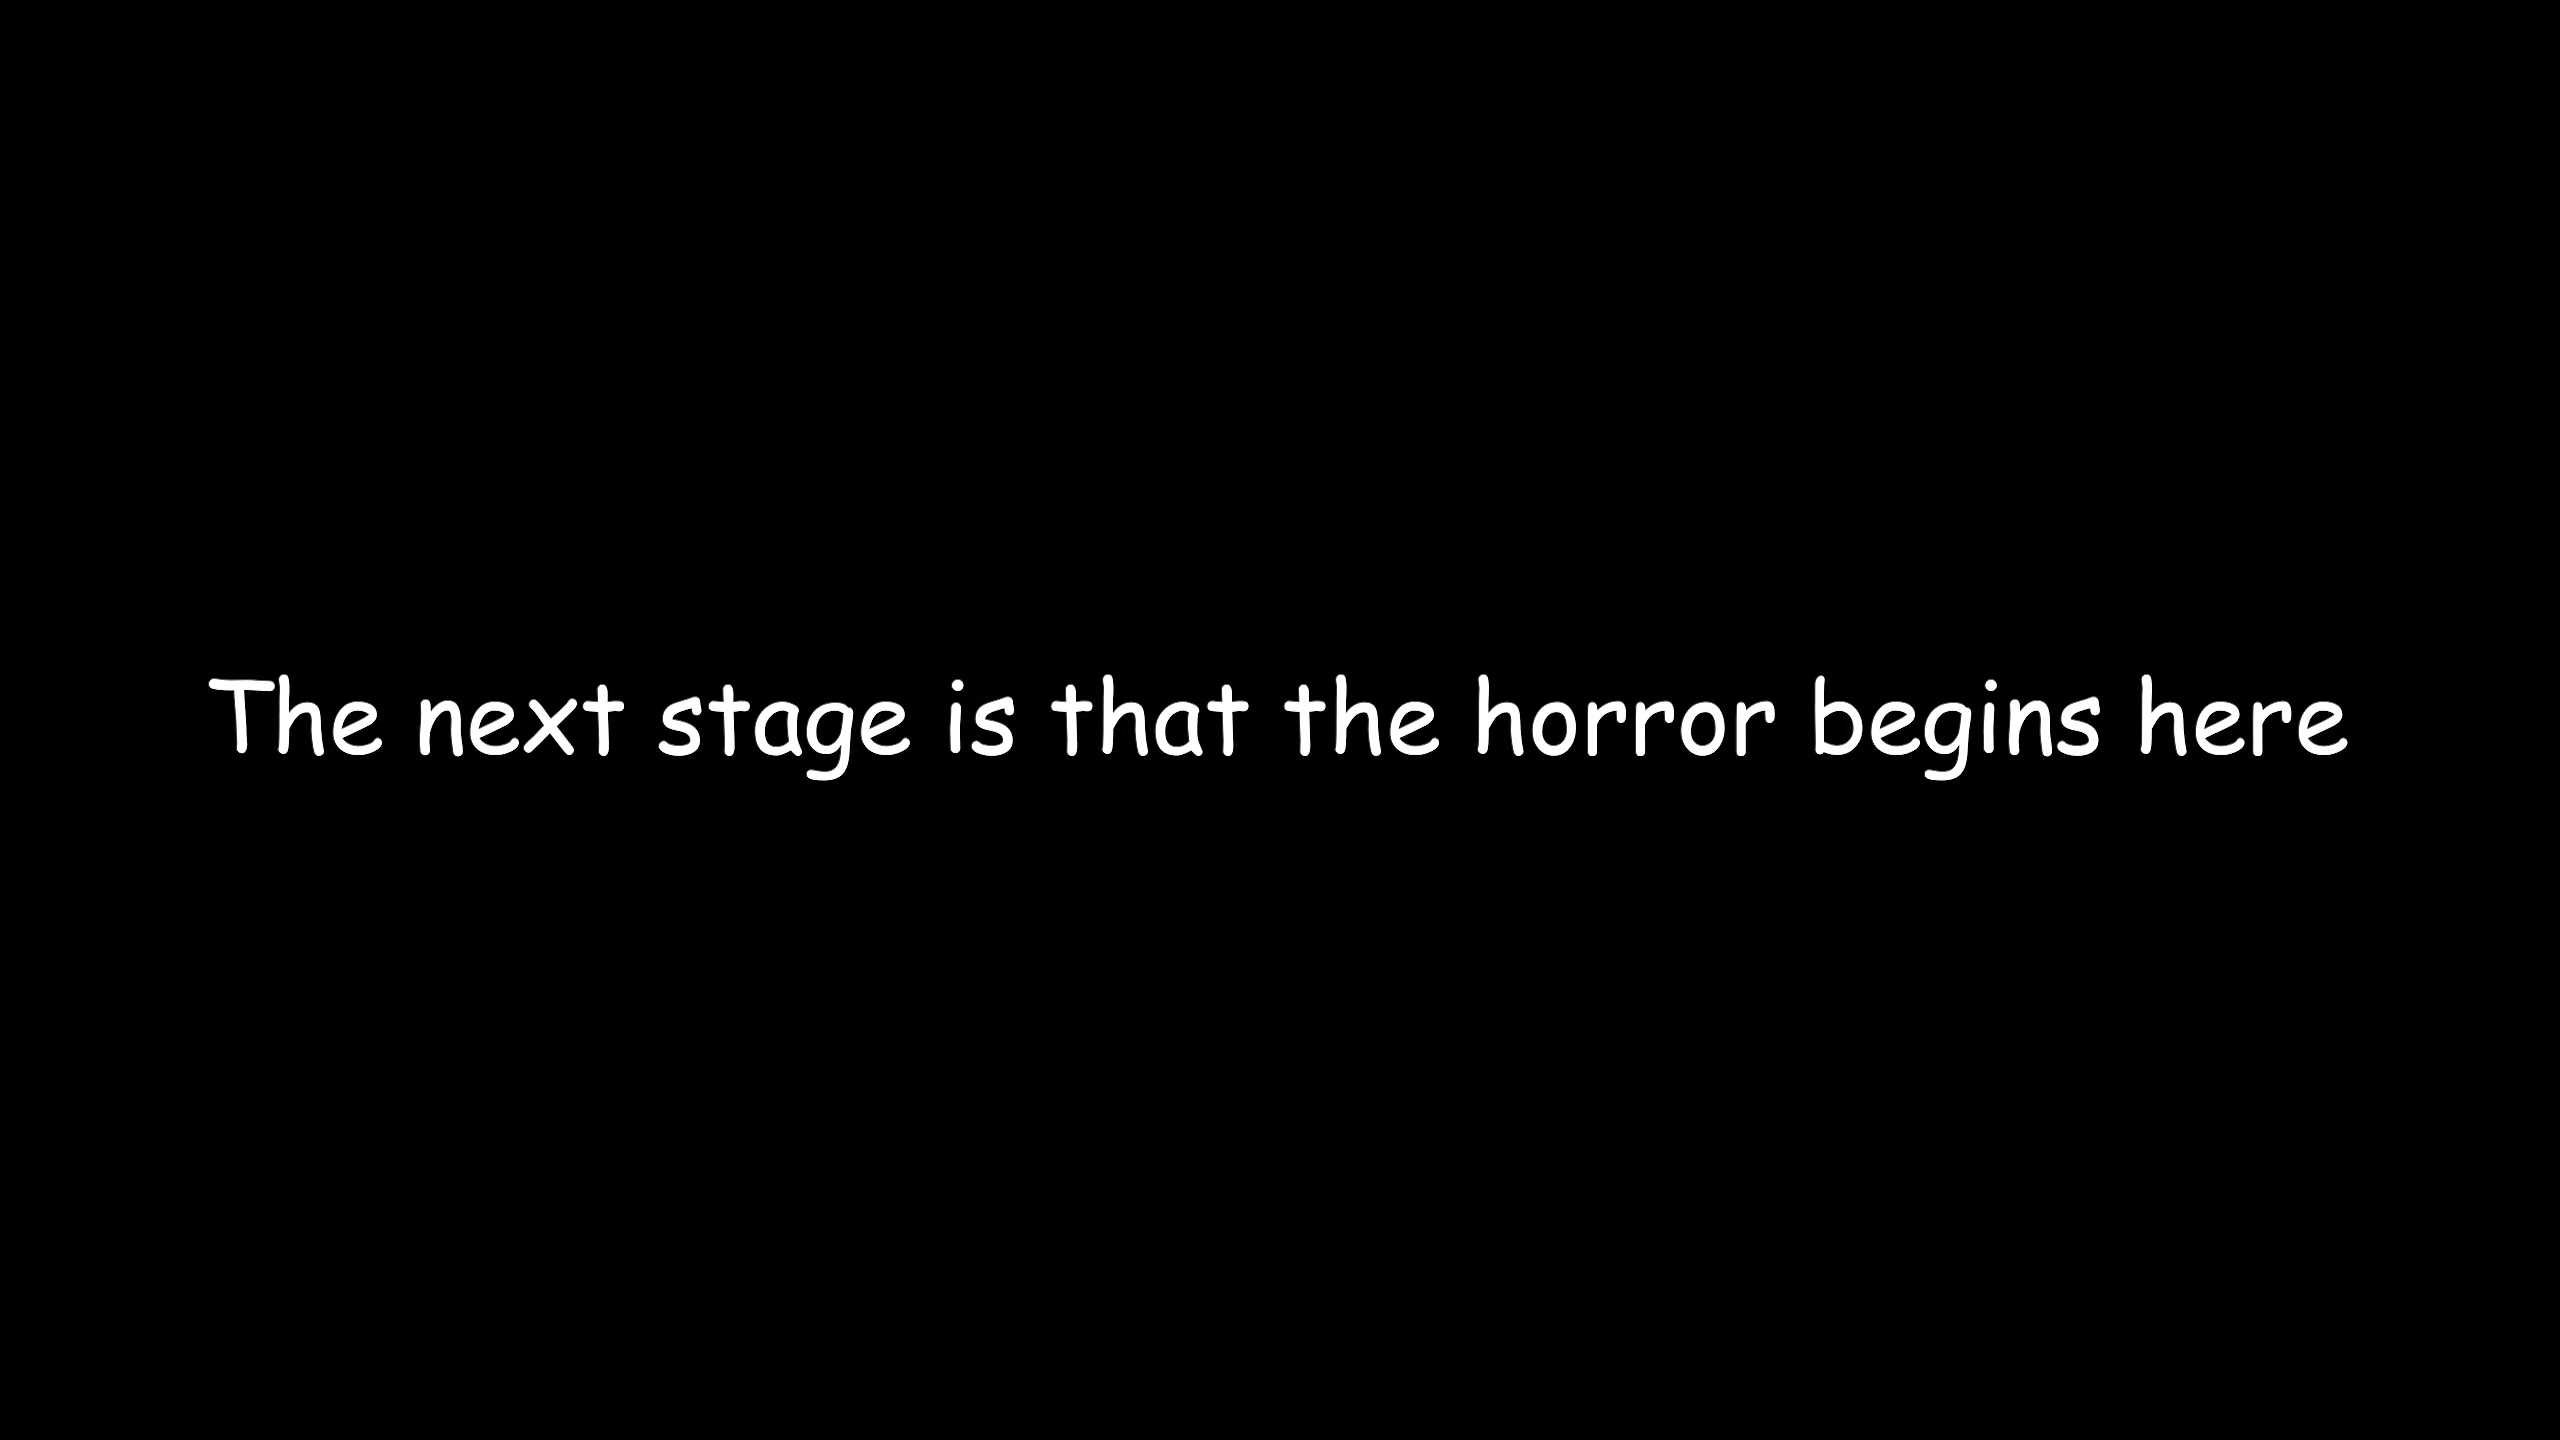 The next stage is that the horror begins here